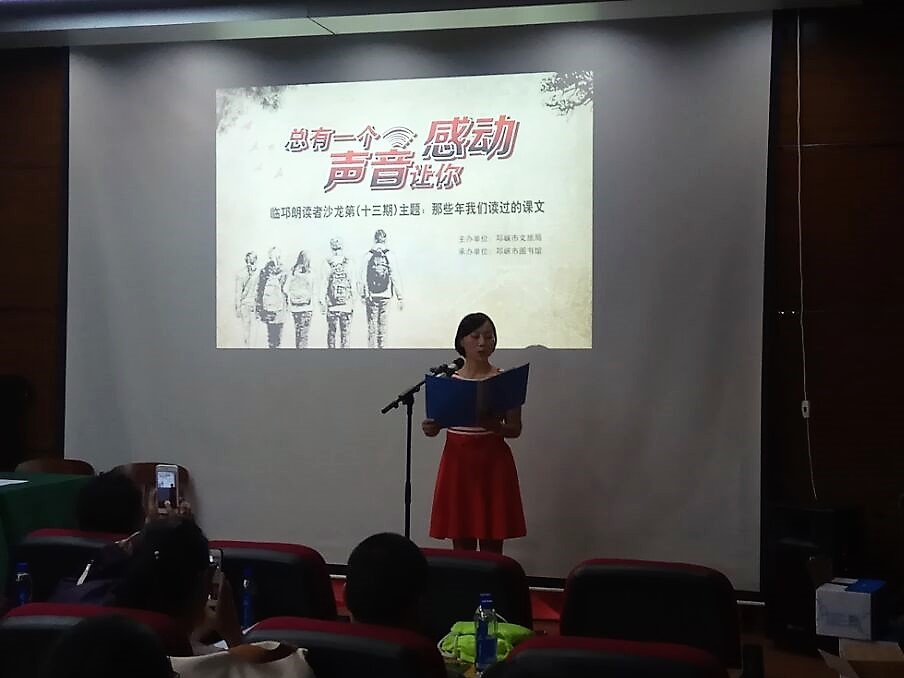 总有一个
感动
声音让你
临邛朗读者沙龙第(十三期)主题：那些年我们读过的课文
主办单位：邛崃市文旅局
承办单位：邛崃市图书馆